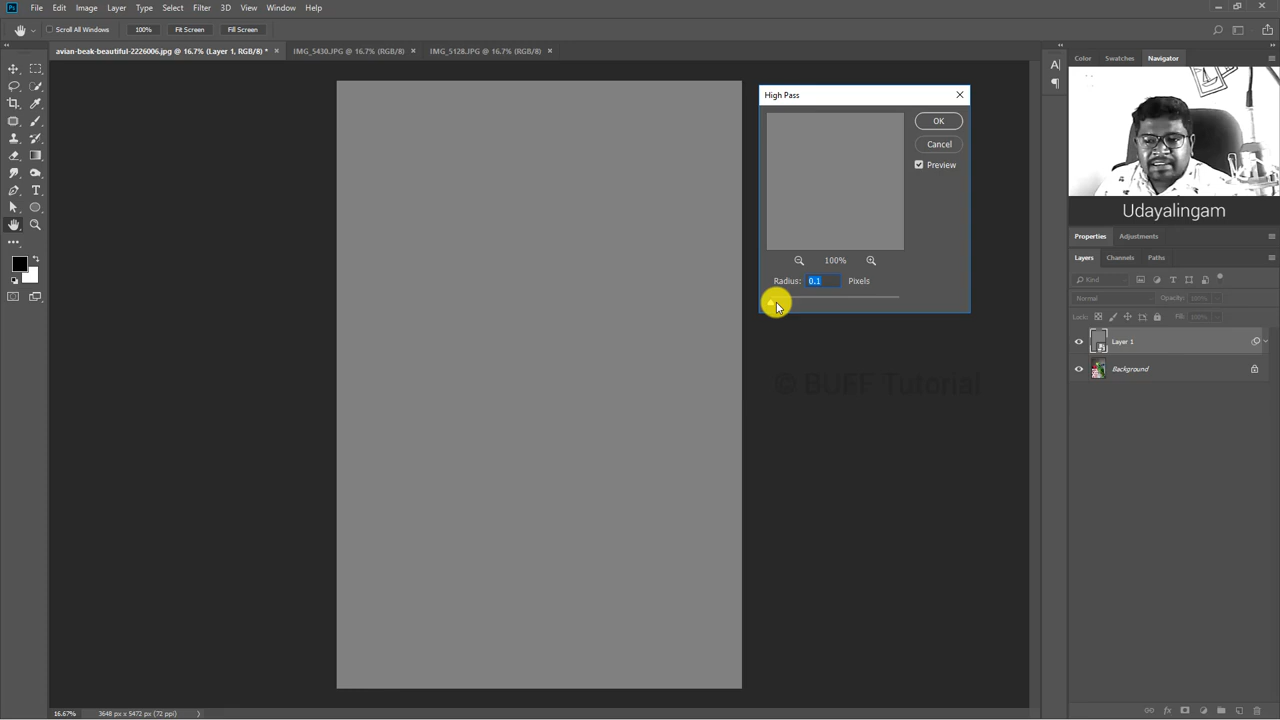 Ps File Edit Image Layer Type Select Filter 3D View Window Help
Scroll All Windows 100% Fit Screen Fill Screen
avian-beak-beautiful-2226006.jpg @ 16.7% (Layer 1, RGB/8) * × IMG_5430.JPG @ 16.7% (RGB/8) × IMG_5128.JPG @ 16.7% (RGB/8) ×
Color Swatches Navigator
High Pass
OK
Cancel
Preview
100%
Radius: 0.1 Pixels
Udayalingam
Properties Adjustments
Layers Channels Paths
Kind
Normal Opacity: 100%
Lock: Fill: 100%
Layer 1
Background
© BUFF Tutorial
16.67% 3648 px x 5472 px (72 ppi)